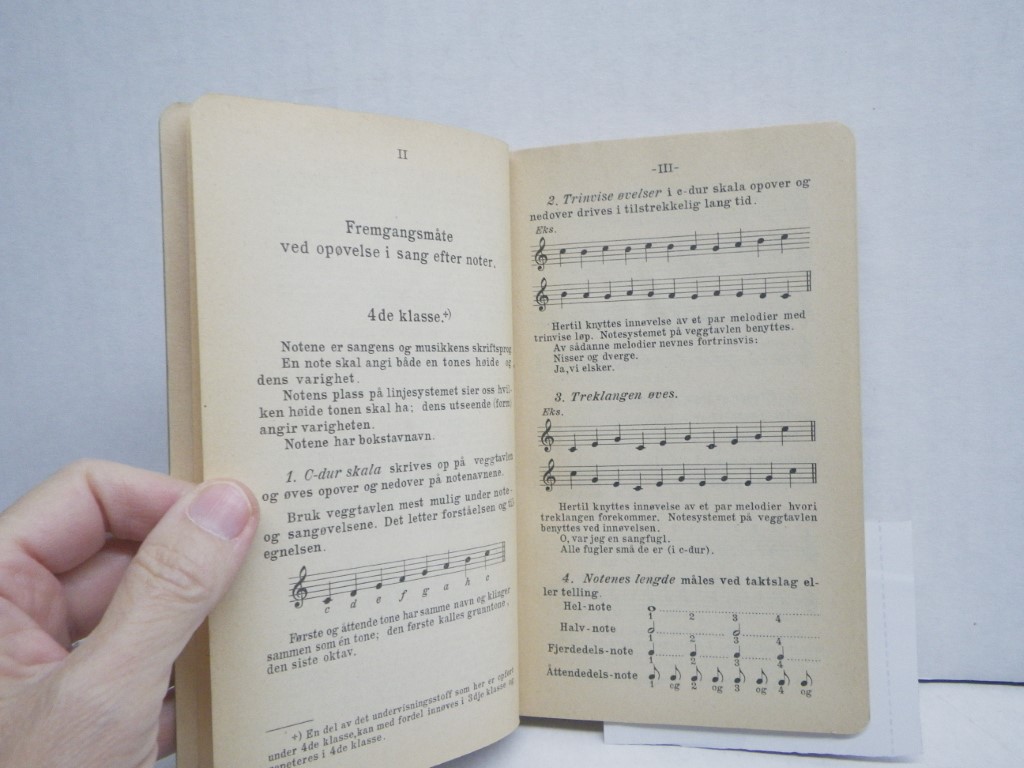 II
Fremgangsmåte
ved opøvelse i sang efter noter.
4de klasse.+)
Notene er sangens og musikkens skriftsprog
En note skal angi både en tones høide og
dens varighet.
Notens plass på linjesystemet sier oss hvil-
ken høide tonen skal ha; dens utseende (form)
angir varigheten.
Notene har bokstavnavn.
1. C-dur skala skrives op på veggtavlen
og øves opover og nedover på notenavnene.
Bruk veggtavlen mest mulig under note-
og sangøvelsene. Det letter forståelsen og til
egnelsen.
c d e f g a h c
Første og åttende tone har samme navn og klinger
sammen som én tone; den første kalles grunntone,
den siste oktav.
+) En del av det undervisningsstoff som her er opført
under 4de klasse, kan med fordel innøves i 3dje klasse og
repeteres i 4de klasse.
-III-
2. Trinvise øvelser i c-dur skala opover og
nedover drives i tilstrekkelig lang tid.
Eks.
Hertil knyttes innøvelse av et par melodier med
trinvise løp. Notesystemet på veggtavlen benyttes.
Av sådanne melodier nevnes fortrinsvis:
Nisser og dverge.
Ja, vi elsker.
3. Treklangen øves.
Eks.
Hertil knyttes innøvelse av et par melodier hvori
treklangen forekommer. Notesystemet på veggtavlen
benyttes ved innøvelsen.
O, var jeg en sangfugl.
Alle fugler små de er (i c-dur).
4. Notenes lengde måles ved taktslag el-
ler telling.
Hel-note
1 2 3 4
Halv-note
1 2 3 4
Fjerdedels-note
1 2 3 4
Åttendedels-note
1 og 2 og 3 og 4 og